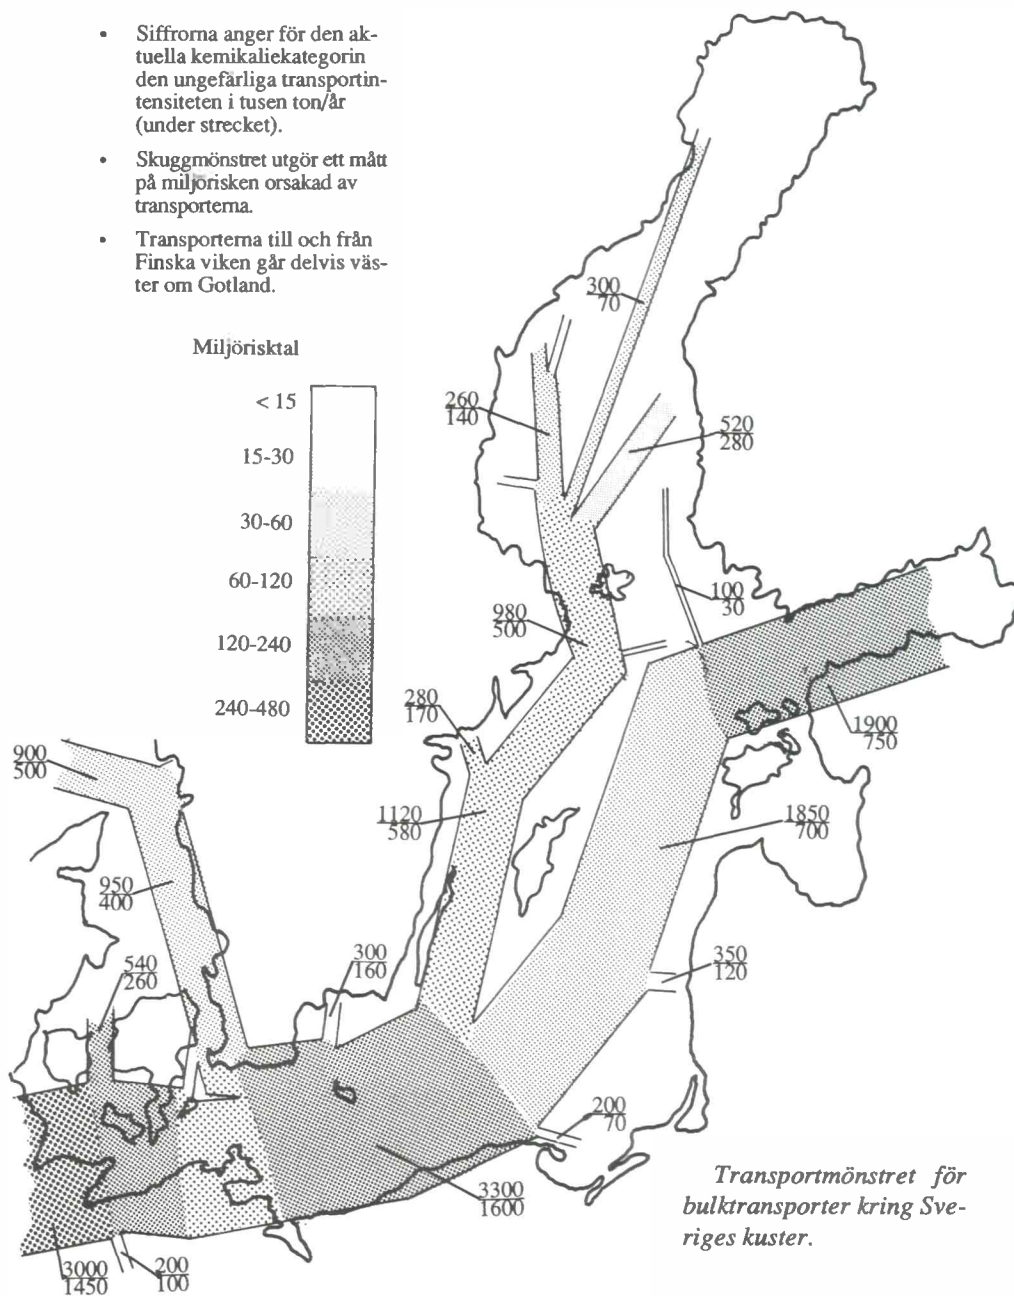 • Siffrorna anger för den ak-
tuella kemikaliekategorin
den ungefärliga transportin-
tensiteten i tusen ton/år
(under strecket).
• Skuggmönstret utgör ett mått
på miljörisken orsakad av
transporterna.
• Transporterna till och från
Finska viken går delvis väs-
ter om Gotland.
Miljörisktal
< 15
15-30
30-60
60-120
120-240
240-480
300
70
260
140
520
280
100
30
980
500
280
170
1900
750
900
500
1120
580
1850
700
950
400
540
260
300
160
350
120
200
70
3300
1600
3000
1450
200
100
Transportmönstret för
bulktransporter kring Sve-
riges kuster.